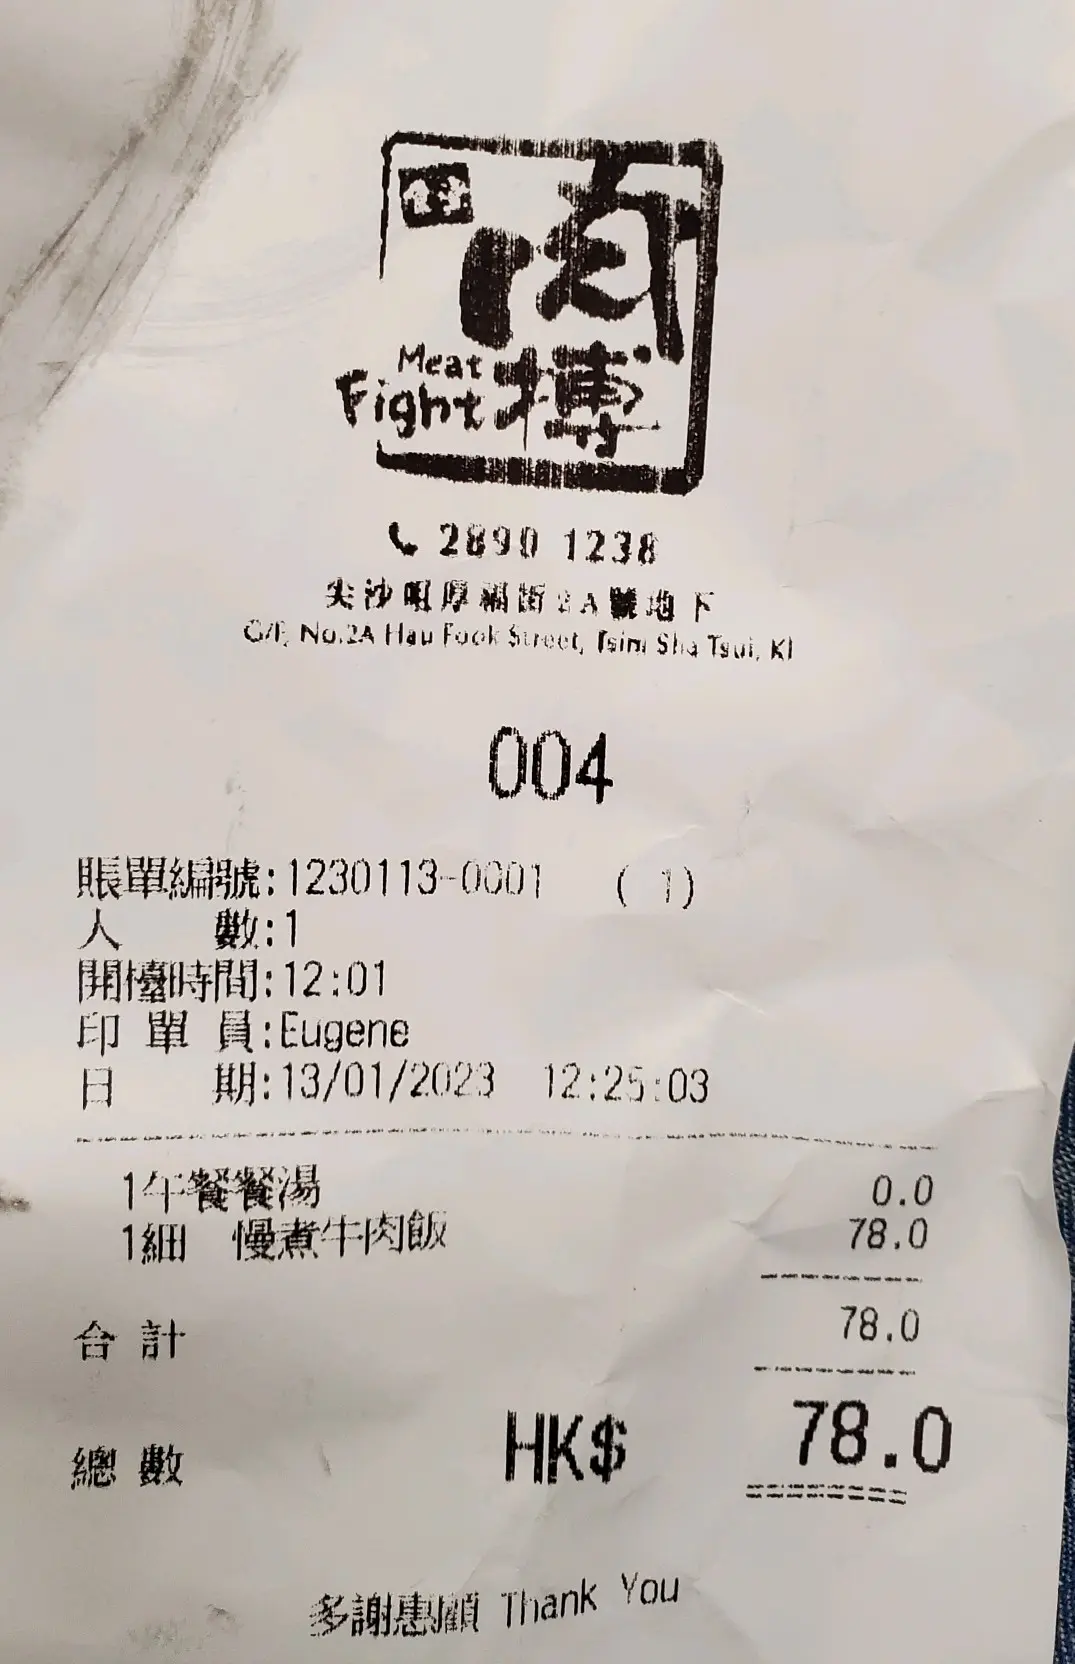 肉
Meat
Fight 搏
2890 1238
尖沙咀厚福街2A號地下
G/F, No.2A Hau Fook Street, Tsim Sha Tsui, Kl
004
賬單編號:1230113-0001 ( 1)
人 數:1
開檯時間:12:01
印 單 員:Eugene
日 期:13/01/2023 12:25:03
1午餐餐湯 0.0
1細 慢煮牛肉飯 78.0
合 計 78.0
總 數 HK$ 78.0
多謝惠顧 Thank You